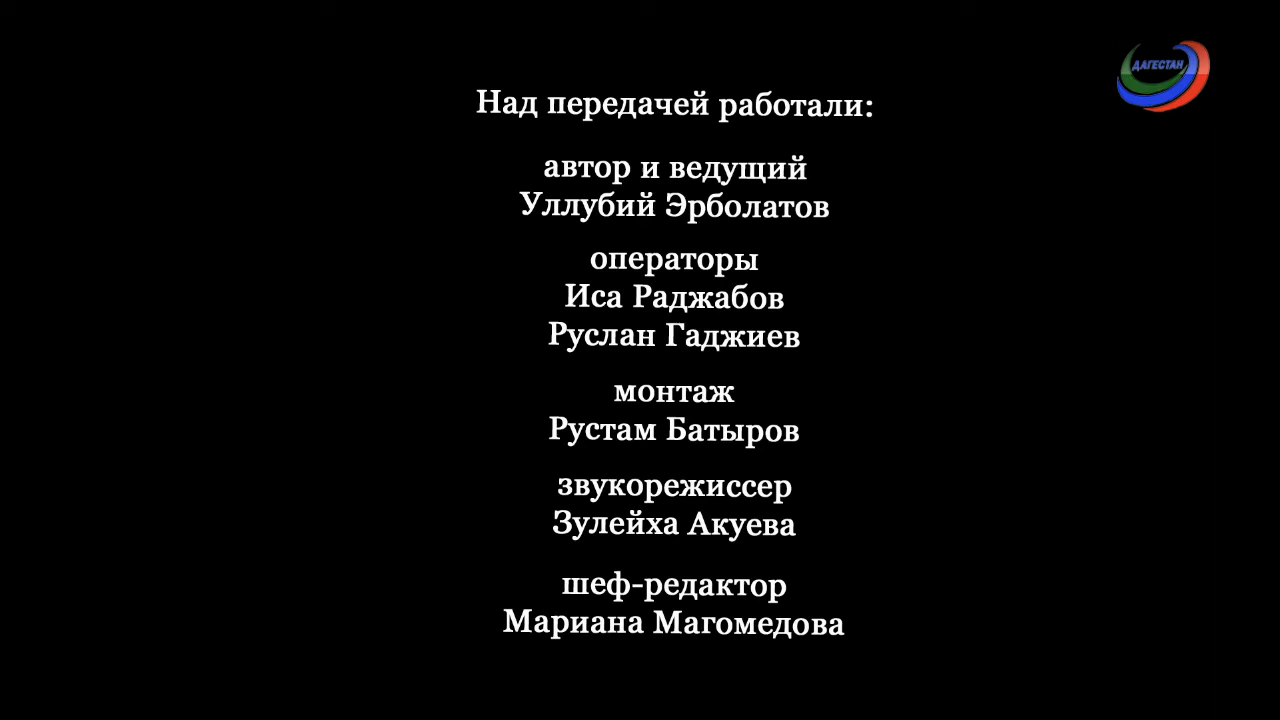 ДАГЕСТАН
Над передачей работали:
автор и ведущий
Уллубий Эрболатов
операторы
Иса Раджабов
Руслан Гаджиев
монтаж
Рустам Батыров
звукорежиссер
Зулейха Акуева
шеф-редактор
Мариана Магомедова